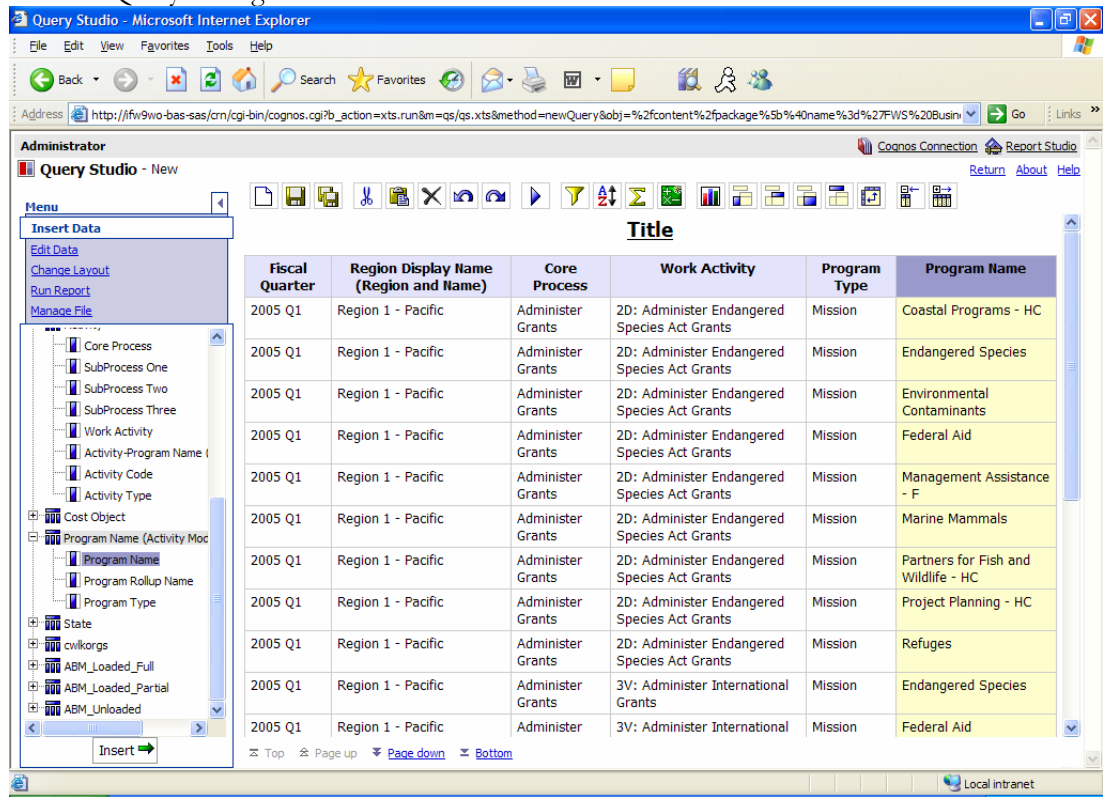 Query Studio - Microsoft Internet Explorer
File Edit View Favorites Tools Help
Back Search Favorites
Address http://ifw9wo-bas-sas/crn/cgi-bin/cognos.cgi?b_action=xts.run&m=qs/qs.xts&method=newQuery&obj=%2fcontent%2fpackage%5b%40name%3d%27FWS%20Busin Go Links »
Administrator Cognos Connection Report Studio
Query Studio - New Return About Help
Menu
Insert Data
Edit Data
Change Layout
Run Report
Manage File
Core Process
SubProcess One
SubProcess Two
SubProcess Three
Work Activity
Activity-Program Name (
Activity Code
Activity Type
Cost Object
Program Name (Activity Mod
Program Name
Program Rollup Name
Program Type
State
cwlkorgs
ABM_Loaded_Full
ABM_Loaded_Partial
ABM_Unloaded
Insert
Title
Fiscal Quarter Region Display Name (Region and Name) Core Process Work Activity Program Type Program Name
2005 Q1 Region 1 - Pacific Administer Grants 2D: Administer Endangered Species Act Grants Mission Coastal Programs - HC
2005 Q1 Region 1 - Pacific Administer Grants 2D: Administer Endangered Species Act Grants Mission Endangered Species
2005 Q1 Region 1 - Pacific Administer Grants 2D: Administer Endangered Species Act Grants Mission Environmental Contaminants
2005 Q1 Region 1 - Pacific Administer Grants 2D: Administer Endangered Species Act Grants Mission Federal Aid
2005 Q1 Region 1 - Pacific Administer Grants 2D: Administer Endangered Species Act Grants Mission Management Assistance - F
2005 Q1 Region 1 - Pacific Administer Grants 2D: Administer Endangered Species Act Grants Mission Marine Mammals
2005 Q1 Region 1 - Pacific Administer Grants 2D: Administer Endangered Species Act Grants Mission Partners for Fish and Wildlife - HC
2005 Q1 Region 1 - Pacific Administer Grants 2D: Administer Endangered Species Act Grants Mission Project Planning - HC
2005 Q1 Region 1 - Pacific Administer Grants 2D: Administer Endangered Species Act Grants Mission Refuges
2005 Q1 Region 1 - Pacific Administer Grants 3V: Administer International Grants Mission Endangered Species
2005 Q1 Region 1 - Pacific Administer 3V: Administer International Mission Federal Aid
Top Page up Page down Bottom
Local intranet